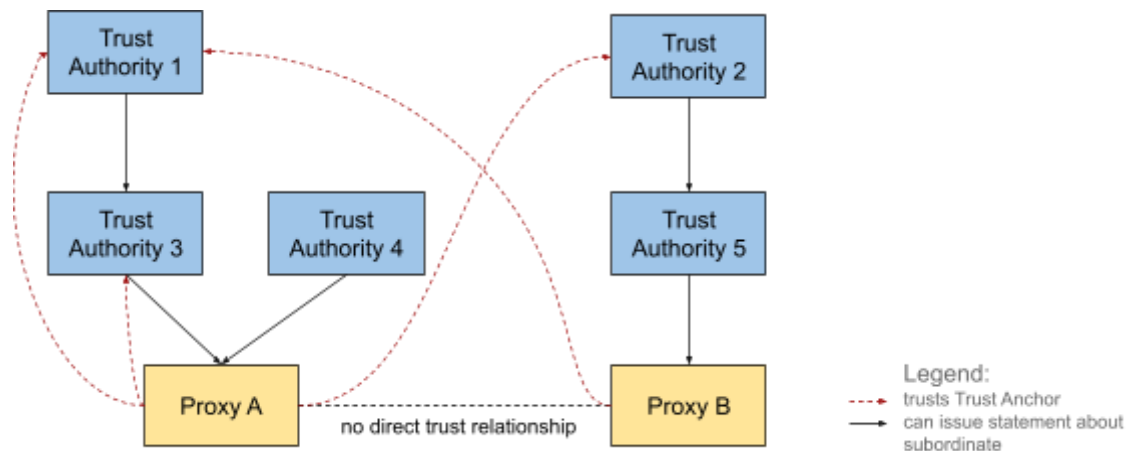 Trust
Authority 1
Trust
Authority 2
Trust
Authority 3
Trust
Authority 4
Trust
Authority 5
Proxy A
no direct trust relationship
Proxy B
Legend:
trusts Trust Anchor
can issue statement about
subordinate